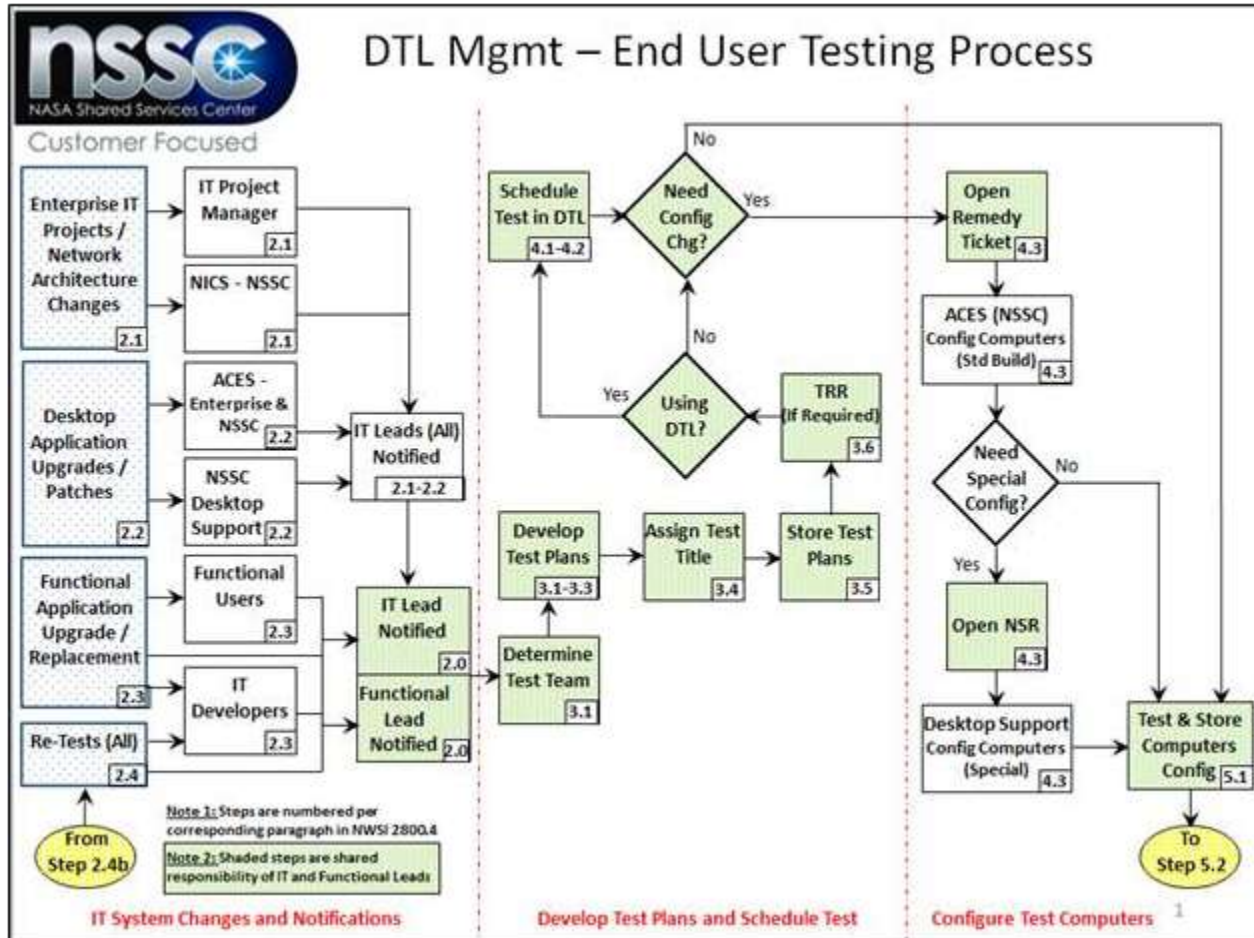 nssc
NASA Shared Services Center
Customer Focused
DTL Mgmt – End User Testing Process
Enterprise IT
Projects /
Network
Architecture
Changes
2.1
IT Project
Manager
2.1
NICS - NSSC
2.1
Desktop
Application
Upgrades /
Patches
2.2
ACES -
Enterprise &
NSSC
2.2
NSSC
Desktop
Support
2.2
IT Leads (All)
Notified
2.1-2.2
Functional
Application
Upgrade /
Replacement
2.3
Functional
Users
2.3
IT
Developers
2.3
Re-Tests (All)
2.4
From
Step 2.4b
IT Lead
Notified
2.0
Functional
Lead
Notified
2.0
Note 1: Steps are numbered per
corresponding paragraph in NWSI 2800.4
Note 2: Shaded steps are shared
responsibility of IT and Functional Leads
IT System Changes and Notifications
Schedule
Test in DTL
4.1-4.2
Need
Config
Chg?
No
Yes
No
Using
DTL?
Yes
TRR
(If Required)
3.6
Develop
Test Plans
3.1-3.3
Assign Test
Title
3.4
Store Test
Plans
3.5
Determine
Test Team
3.1
Develop Test Plans and Schedule Test
Open
Remedy
Ticket
4.3
ACES (NSSC)
Config Computers
(Std Build)
4.3
Need
Special
Config?
No
Yes
Open NSR
4.3
Desktop Support
Config Computers
(Special)
4.3
Test & Store
Computers
Config
5.1
To
Step 5.2
Configure Test Computers
1